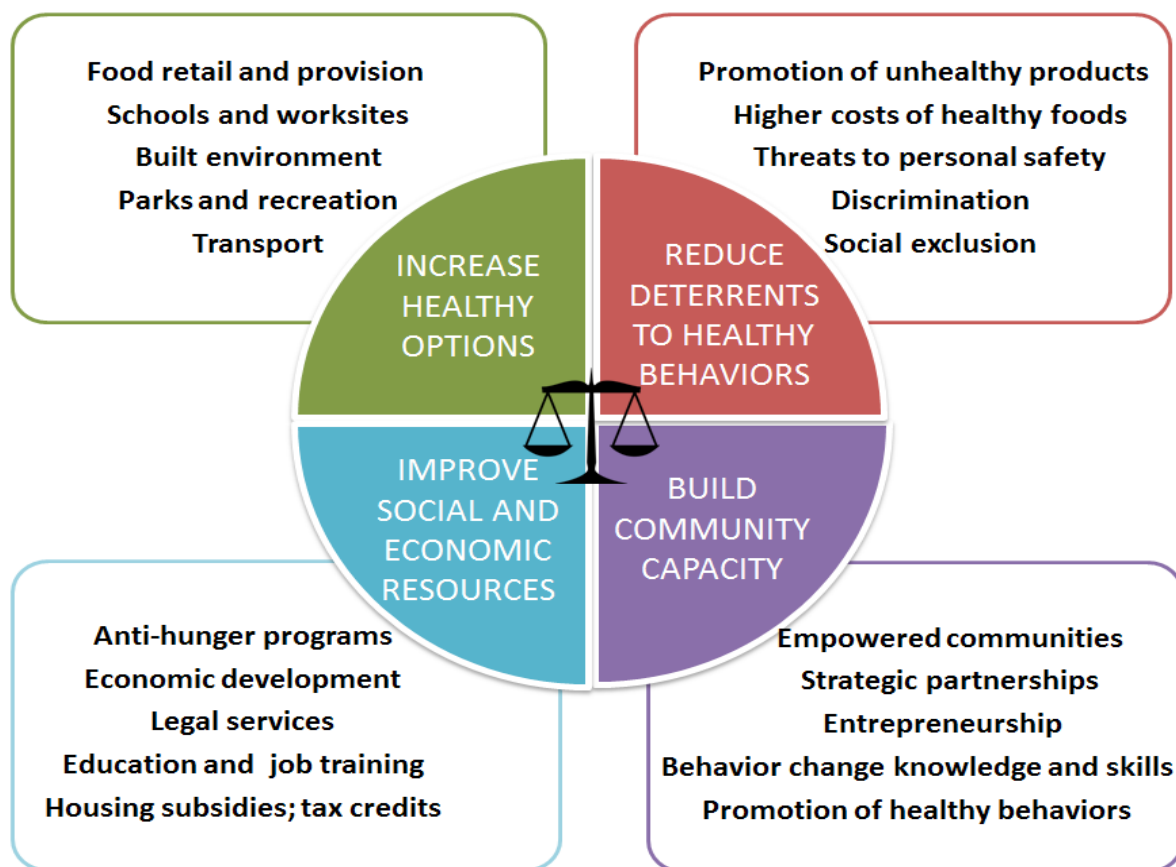 Food retail and provision
Schools and worksites
Built environment
Parks and recreation
Transport
Promotion of unhealthy products
Higher costs of healthy foods
Threats to personal safety
Discrimination
Social exclusion
INCREASE
HEALTHY
OPTIONS
REDUCE
DETERRENTS
TO HEALTHY
BEHAVIORS
IMPROVE
SOCIAL AND
ECONOMIC
RESOURCES
BUILD
COMMUNITY
CAPACITY
Anti-hunger programs
Economic development
Legal services
Education and job training
Housing subsidies; tax credits
Empowered communities
Strategic partnerships
Entrepreneurship
Behavior change knowledge and skills
Promotion of healthy behaviors